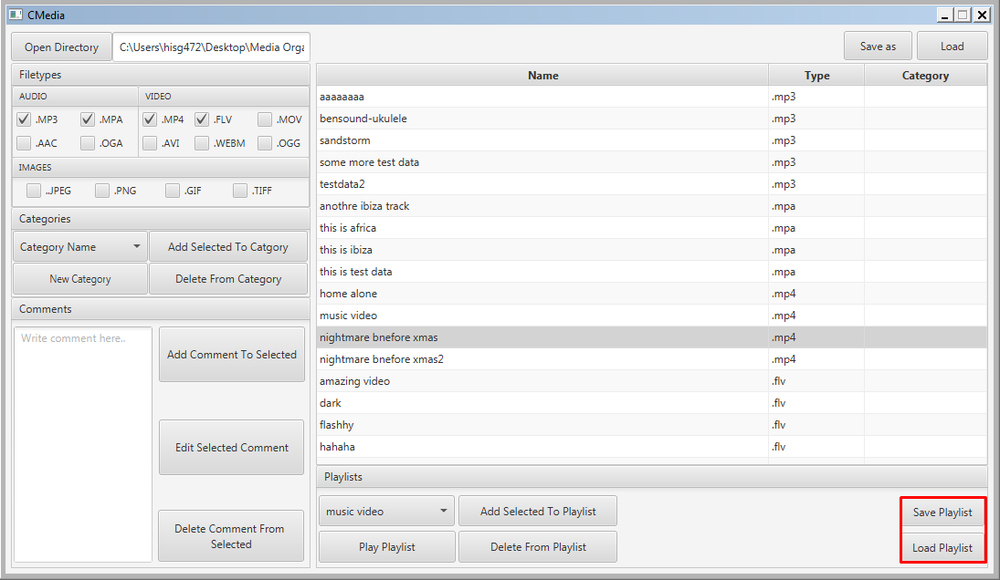 CMedia
Open Directory
C:\Users\hisg472\Desktop\Media Orga
Save as
Load
Filetypes
AUDIO
VIDEO
.MP3
.MPA
.MP4
.FLV
.MOV
.AAC
.OGA
.AVI
.WEBM
.OGG
IMAGES
..JPEG
.PNG
.GIF
.TIFF
Categories
Category Name
Add Selected To Catgory
New Category
Delete From Category
Comments
Write comment here..
Add Comment To Selected
Edit Selected Comment
Delete Comment From
Selected
Name Type Category
aaaaaaaa .mp3
bensound-ukulele .mp3
sandstorm .mp3
some more test data .mp3
testdata2 .mp3
anothre ibiza track .mpa
this is africa .mpa
this is ibiza .mpa
this is test data .mpa
home alone .mp4
music video .mp4
nightmare bnefore xmas .mp4
nightmare bnefore xmas2 .mp4
amazing video .flv
dark .flv
flashhy .flv
hahaha .flv
Playlists
music video
Add Selected To Playlist
Save Playlist
Play Playlist
Delete From Playlist
Load Playlist